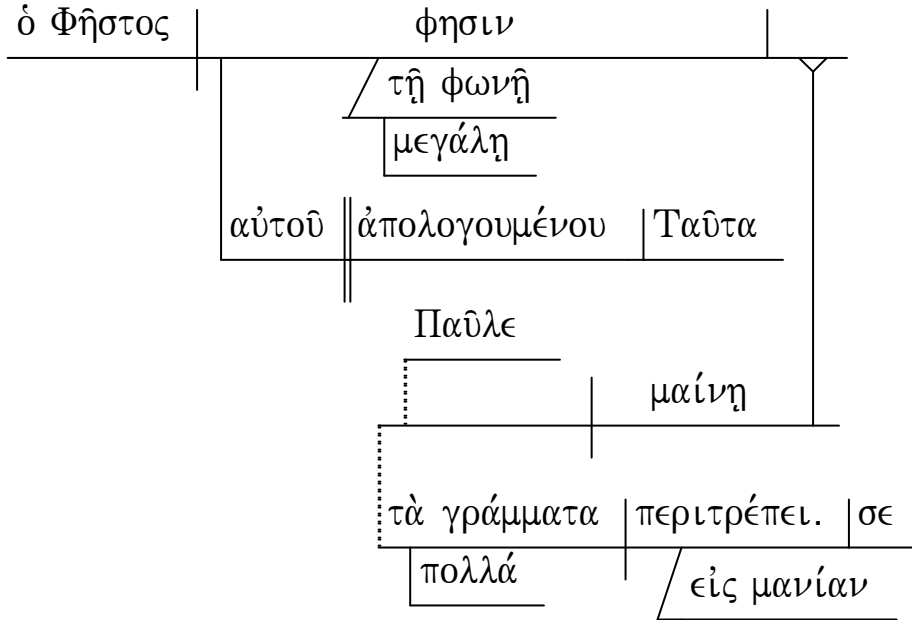 ὁ Φῆστος φησιν
τῇ φωνῇ
μεγάλῃ
αὐτοῦ ἀπολογουμένου Ταῦτα
Παῦλε
μαίνῃ
τὰ γράμματα περιτρέπει. σε
πολλά
εἰς μανίαν